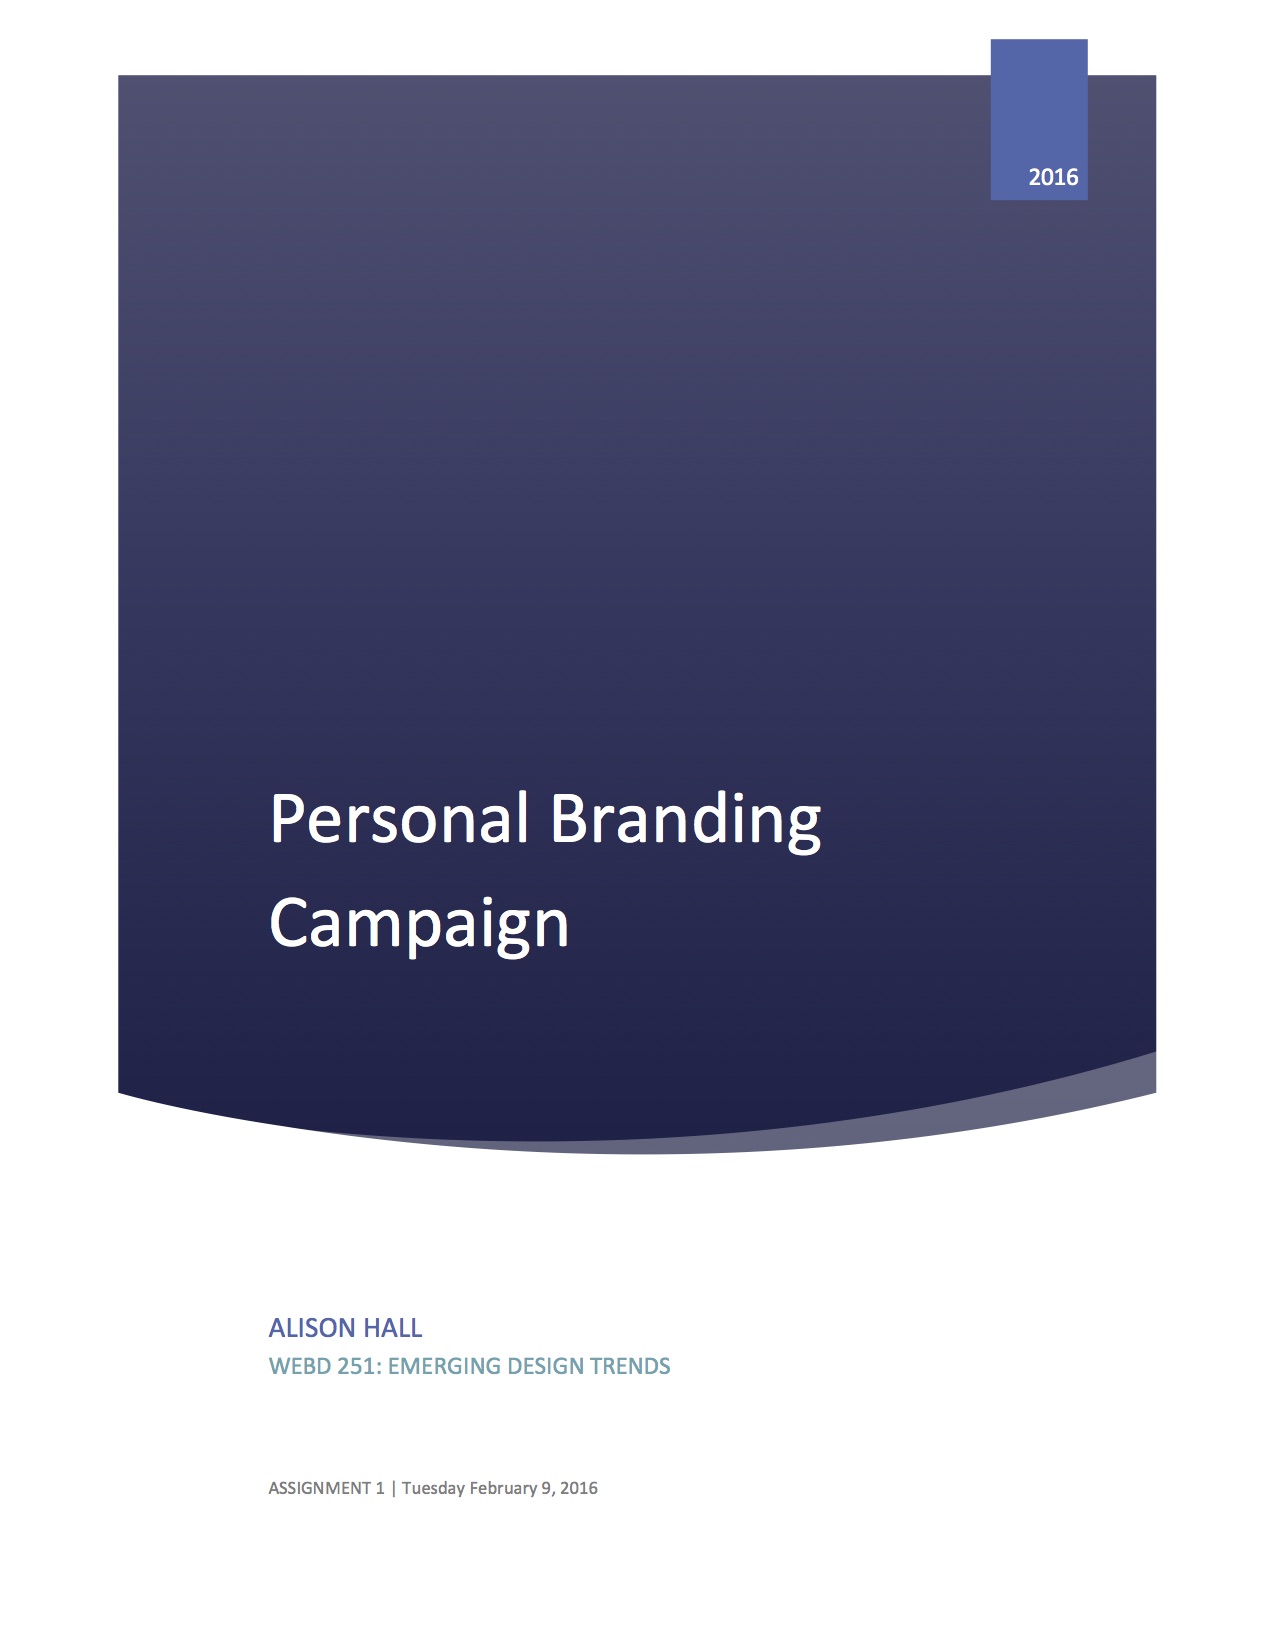 2016
Personal Branding
Campaign
ALISON HALL
WEBD 251: EMERGING DESIGN TRENDS
ASSIGNMENT 1 | Tuesday February 9, 2016